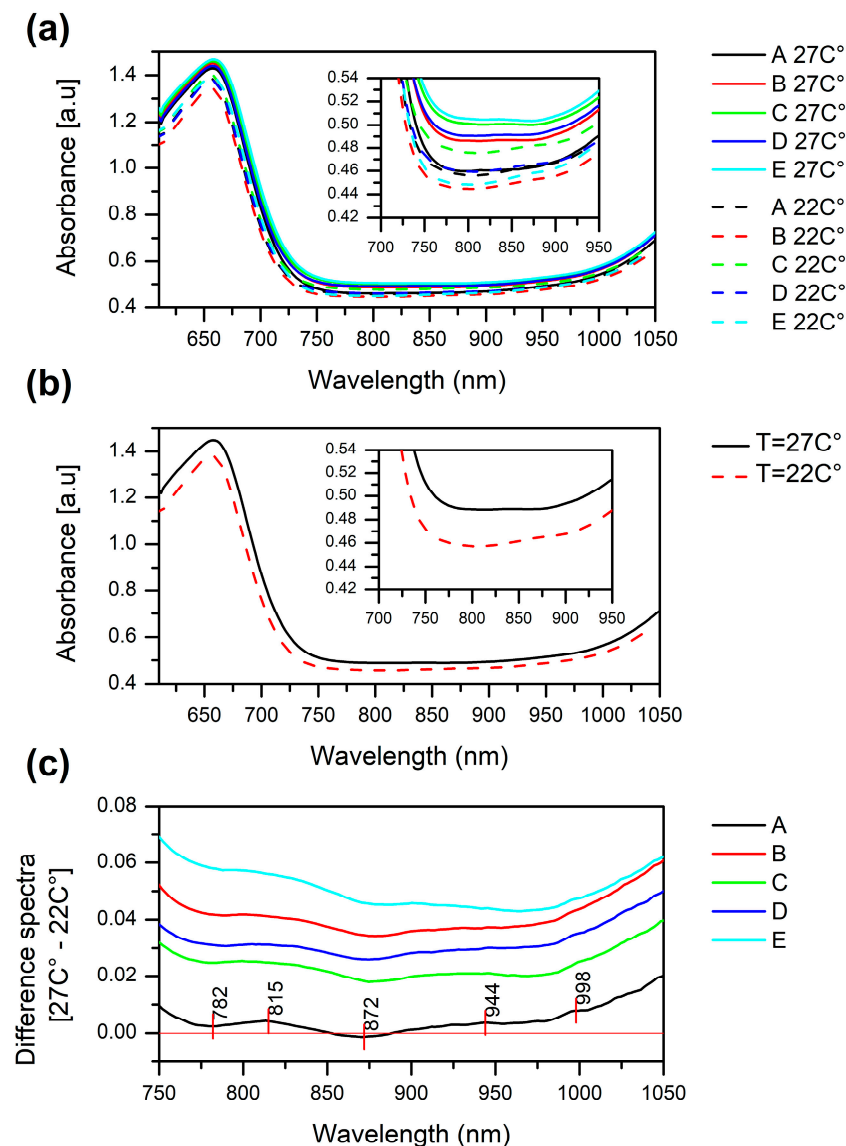 (a)
Absorbance [a.u]
1.4
1.2
1.0
0.8
0.6
0.4
650 700 750 800 850 900 950 1000 1050
Wavelength (nm)
0.54
0.52
0.50
0.48
0.46
0.44
0.42
700 750 800 850 900 950
A 27C°
B 27C°
C 27C°
D 27C°
E 27C°
A 22C°
B 22C°
C 22C°
D 22C°
E 22C°
(b)
Absorbance [a.u]
1.4
1.2
1.0
0.8
0.6
0.4
650 700 750 800 850 900 950 1000 1050
Wavelength (nm)
0.54
0.52
0.50
0.48
0.46
0.44
0.42
700 750 800 850 900 950
T=27C°
T=22C°
(c)
Difference spectra
[27C° - 22C°]
0.08
0.06
0.04
0.02
0.00
782
815
872
944
998
750 800 850 900 950 1000 1050
Wavelength (nm)
A
B
C
D
E